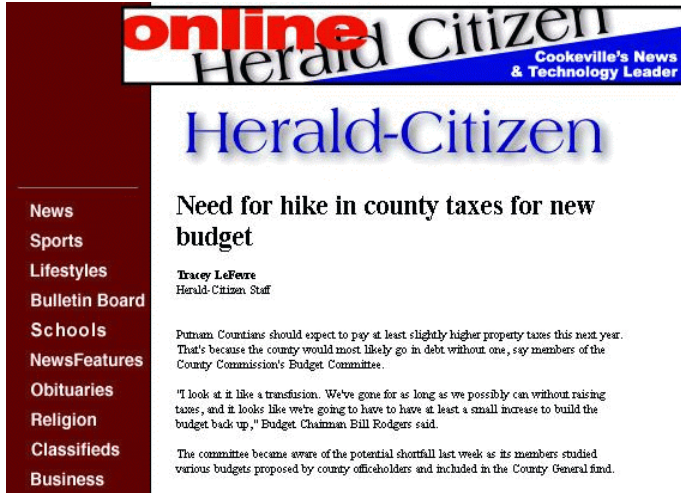 online
Herald Citizen
Cookeville's News
& Technology Leader
Herald-Citizen
News
Sports
Lifestyles
Bulletin Board
Schools
NewsFeatures
Obituaries
Religion
Classifieds
Business
Need for hike in county taxes for new
budget
Tracey LeFevre
Herald-Citizen Staff
Putnam Countians should expect to pay at least slightly higher property taxes this next year.
That's because the county would most likely go in debt without one, say members of the
County Commission's Budget Committee.
"I look at it like a transfusion. We've gone for as long as we possibly can without raising
taxes, and it looks like we're going to have to have at least a small increase to build the
budget back up," Budget Chairman Bill Rodgers said.
The committee became aware of the potential shortfall last week as its members studied
various budgets proposed by county officeholders and included in the County General fund.